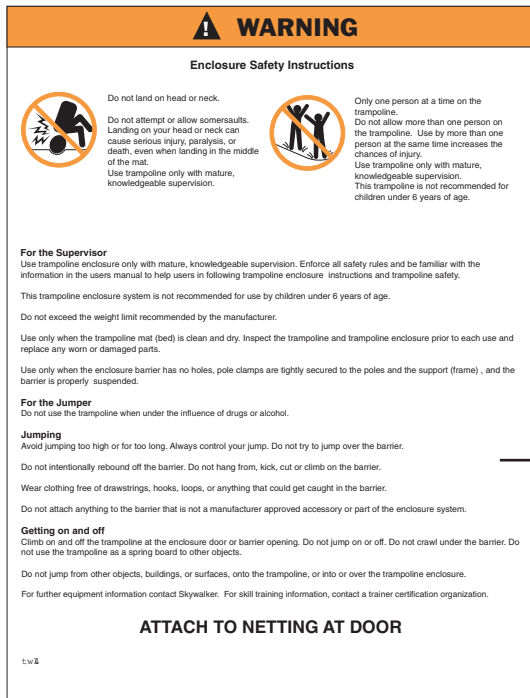 WARNING
Enclosure Safety Instructions
Do not land on head or neck.
Do not attempt or allow somersaults.
Landing on your head or neck can
cause serious injury, paralysis, or
death, even when landing in the middle
of the mat.
Use trampoline only with mature,
knowledgeable supervision.
Only one person at a time on the
trampoline.
Do not allow more than one person on
the trampoline. Use by more than one
person at the same time increases the
chances of injury.
Use trampoline only with mature,
knowledgeable supervision.
This trampoline is not recommended for
children under 6 years of age.
For the Supervisor
Use trampoline enclosure only with mature, knowledgeable supervision. Enforce all safety rules and be familiar with the
information in the users manual to help users in following trampoline enclosure instructions and trampoline safety.
This trampoline enclosure system is not recommended for use by children under 6 years of age.
Do not exceed the weight limit recommended by the manufacturer.
Use only when the trampoline mat (bed) is clean and dry. Inspect the trampoline and trampoline enclosure prior to each use and
replace any worn or damaged parts.
Use only when the enclosure barrier has no holes, pole clamps are tightly secured to the poles and the support (frame) , and the
barrier is properly suspended.
For the Jumper
Do not use the trampoline when under the influence of drugs or alcohol.
Jumping
Avoid jumping too high or for too long. Always control your jump. Do not try to jump over the barrier.
Do not intentionally rebound off the barrier. Do not hang from, kick, cut or climb on the barrier.
Wear clothing free of drawstrings, hooks, loops, or anything that could get caught in the barrier.
Do not attach anything to the barrier that is not a manufacturer approved accessory or part of the enclosure system.
Getting on and off
Climb on and off the trampoline at the enclosure door or barrier opening. Do not jump on or off. Do not crawl under the barrier. Do
not use the trampoline as a spring board to other objects.
Do not jump from other objects, buildings, or surfaces, onto the trampoline, or into or over the trampoline enclosure.
For further equipment information contact Skywalker. For skill training information, contact a trainer certification organization.
ATTACH TO NETTING AT DOOR